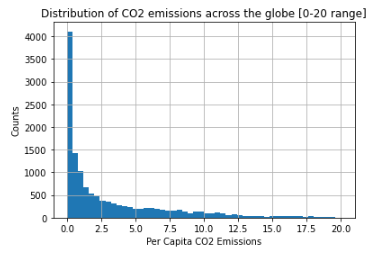 Distribution of CO2 emissions across the globe [0-20 range]
4000
3500
3000
2500
2000
1500
1000
500
0
Counts
0.0 2.5 5.0 7.5 10.0 12.5 15.0 17.5 20.0
Per Capita CO2 Emissions